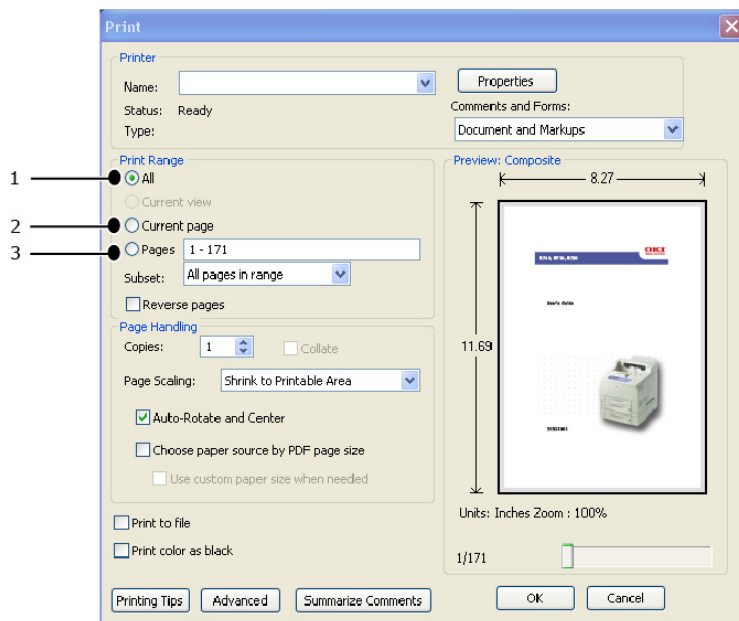 Print
Printer
Name:
Properties
Status: Ready
Comments and Forms:
Type:
Document and Markups
Print Range
Preview: Composite
1
All
8.27
Current view
2
Current page
3
Pages 1 - 171
OKI
Subset: All pages in range
User's Guide
Reverse pages
Page Handling
Copies: 1 Collate
11.69
Page Scaling: Shrink to Printable Area
Auto-Rotate and Center
Choose paper source by PDF page size
Use custom paper size when needed
Units: Inches Zoom : 100%
Print to file
Print color as black
1/171
Printing Tips Advanced Summarize Comments OK Cancel